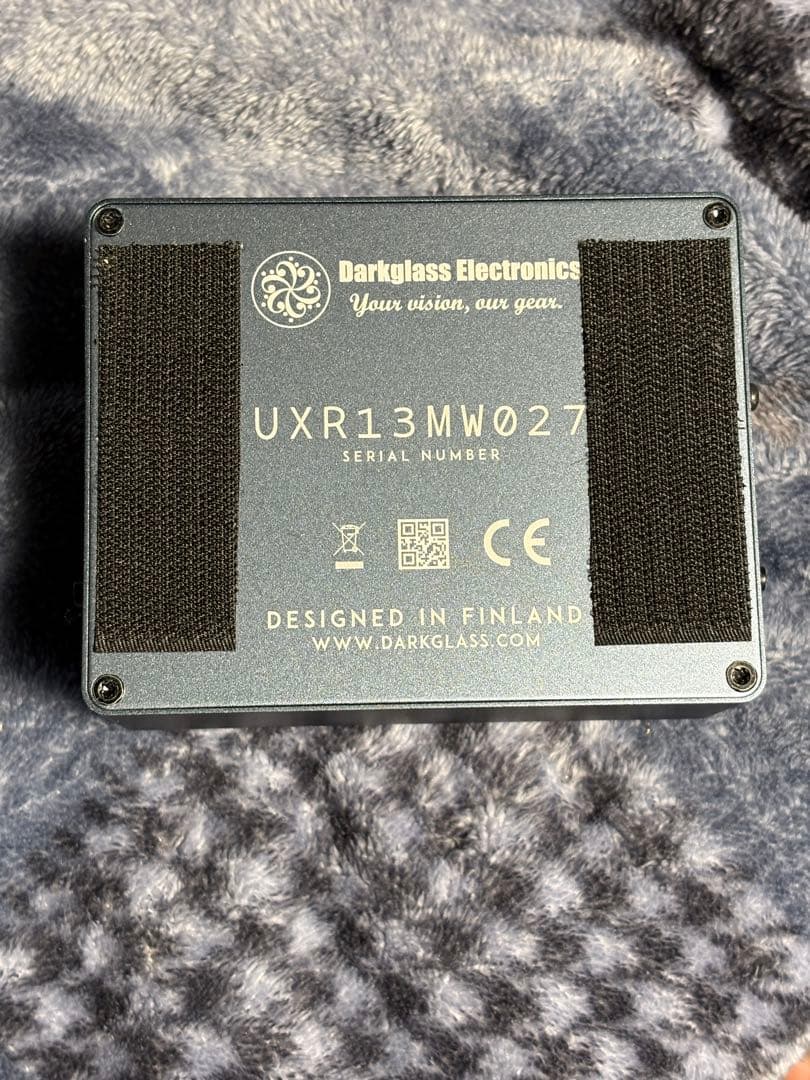 Darkglass Electronics
Your vision, our gear.
UXR13MW027
SERIAL NUMBER
CE
DESIGNED IN FINLAND
WWW.DARKGLASS.COM